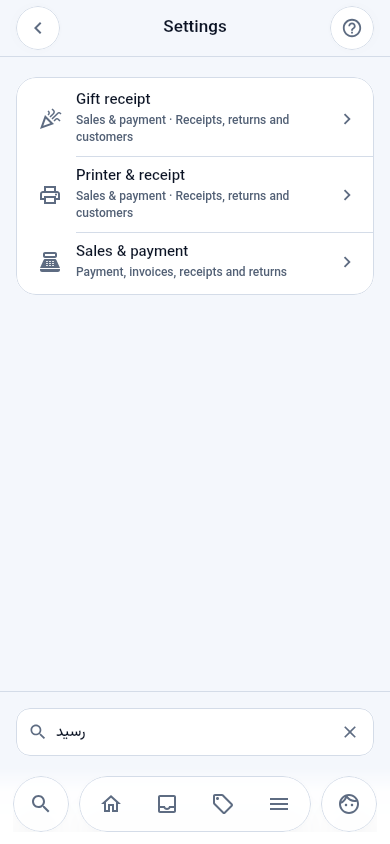 Settings
Gift receipt
Sales & payment · Receipts, returns and
customers
Printer & receipt
Sales & payment · Receipts, returns and
customers
Sales & payment
Payment, invoices, receipts and returns
رسید